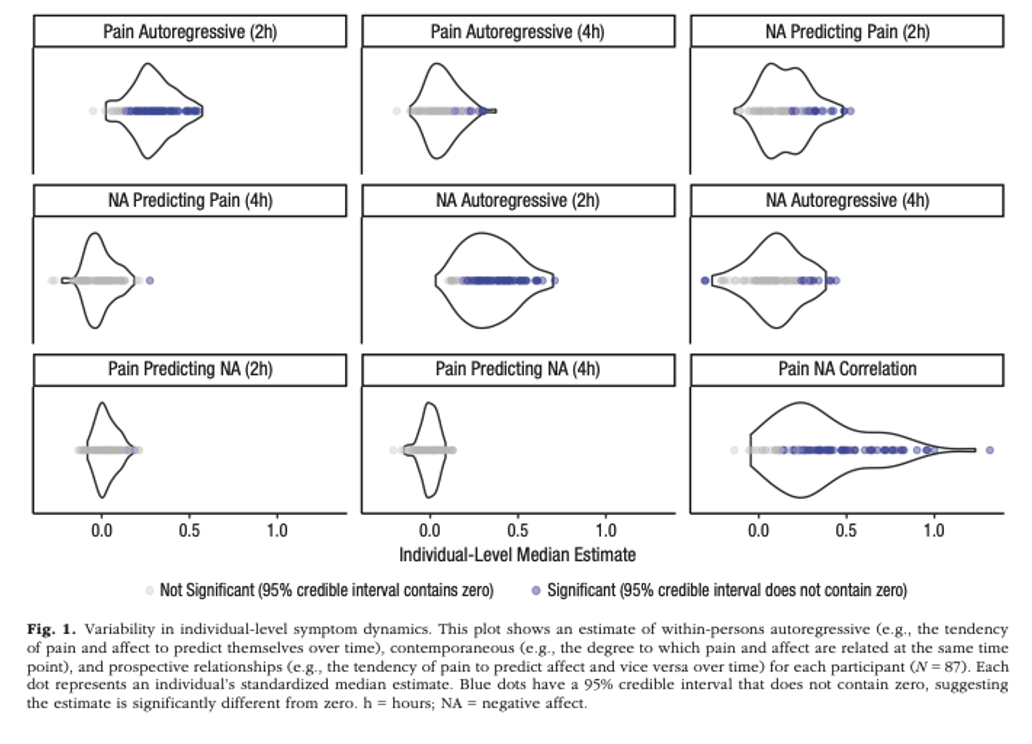 Pain Autoregressive (2h)
Pain Autoregressive (4h)
NA Predicting Pain (2h)
NA Predicting Pain (4h)
NA Autoregressive (2h)
NA Autoregressive (4h)
Pain Predicting NA (2h)
Pain Predicting NA (4h)
Pain NA Correlation
0.0 0.5 1.0
0.0 0.5 1.0
0.0 0.5 1.0
Individual-Level Median Estimate
Not Significant (95% credible interval contains zero)
Significant (95% credible interval does not contain zero)
Fig. 1. Variability in individual-level symptom dynamics. This plot shows an estimate of within-persons autoregressive (e.g., the tendency
of pain and affect to predict themselves over time), contemporaneous (e.g., the degree to which pain and affect are related at the same time
point), and prospective relationships (e.g., the tendency of pain to predict affect and vice versa over time) for each participant (N = 87). Each
dot represents an individual's standardized median estimate. Blue dots have a 95% credible interval that does not contain zero, suggesting
the estimate is significantly different from zero. h = hours; NA = negative affect.